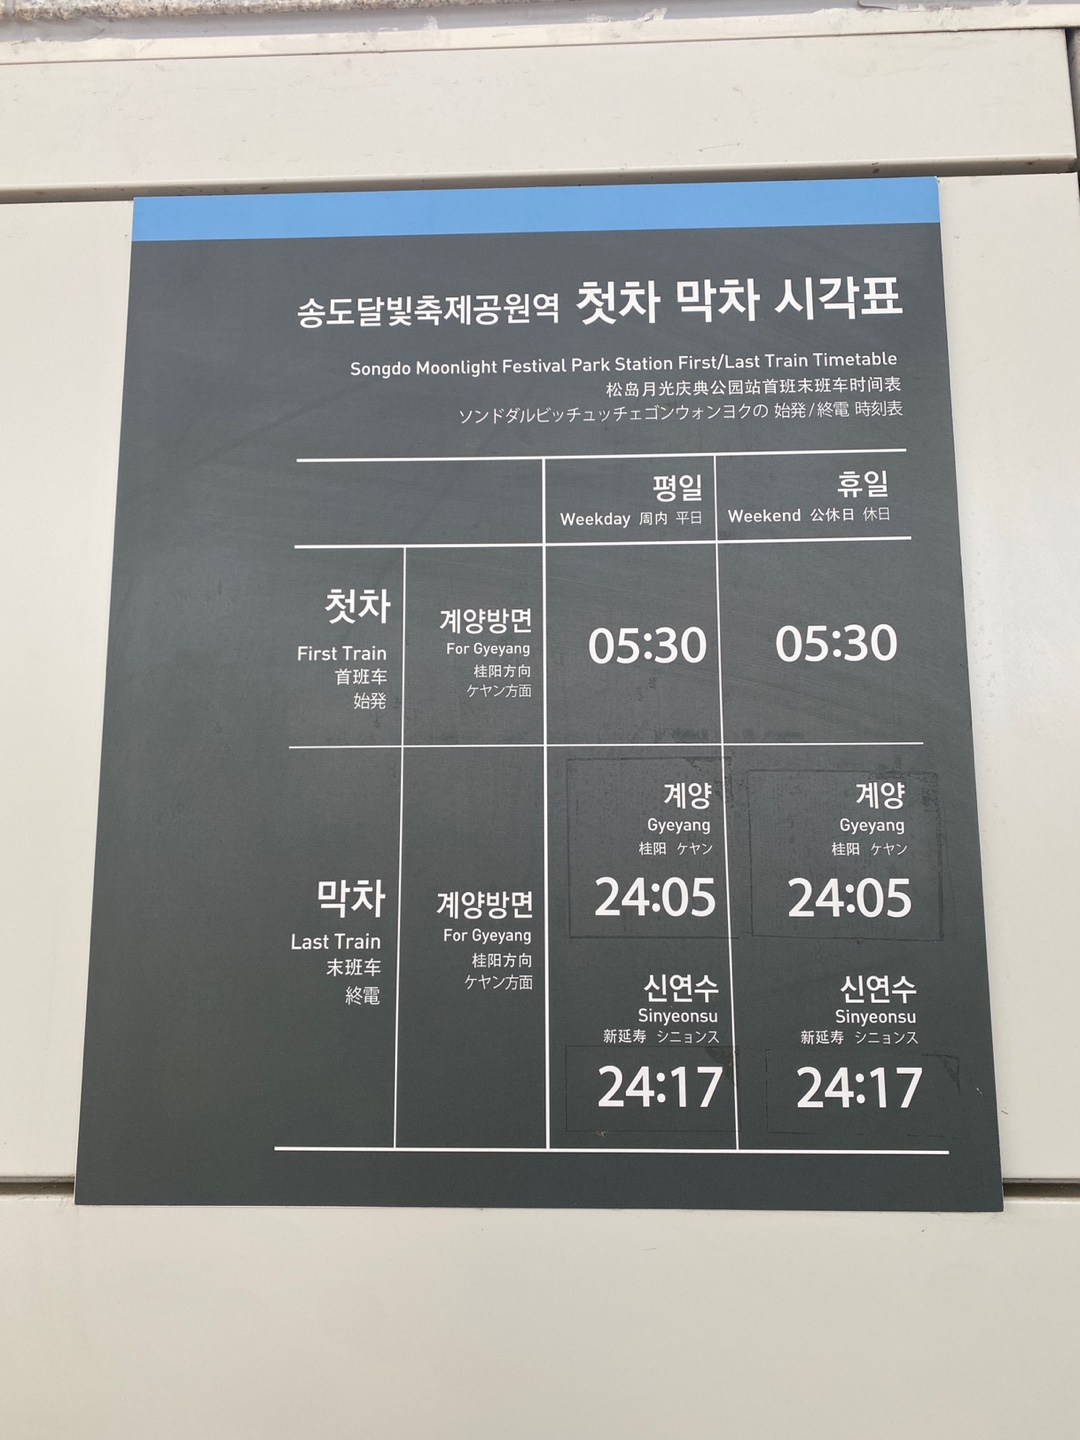 송도달빛축제공원역 첫차 막차 시각표
Songdo Moonlight Festival Park Station First/Last Train Timetable
松岛月光庆典公园站首班末班车时间表
ソンドダルビッチュッチェゴンウォンヨクの 始発/終電 時刻表
평일
Weekday 周内 平日
휴일
Weekend 公休日 休日
첫차
First Train
首班车
始発
계양방면
For Gyeyang
桂阳方向
ケヤン方面
05:30
05:30
막차
Last Train
末班车
終電
계양방면
For Gyeyang
桂阳方向
ケヤン方面
계양
Gyeyang
桂阳 ケヤン
24:05
신연수
Sinyeonsu
新延寿 シニョンス
24:17
계양
Gyeyang
桂阳 ケヤン
24:05
신연수
Sinyeonsu
新延寿 シニョンス
24:17